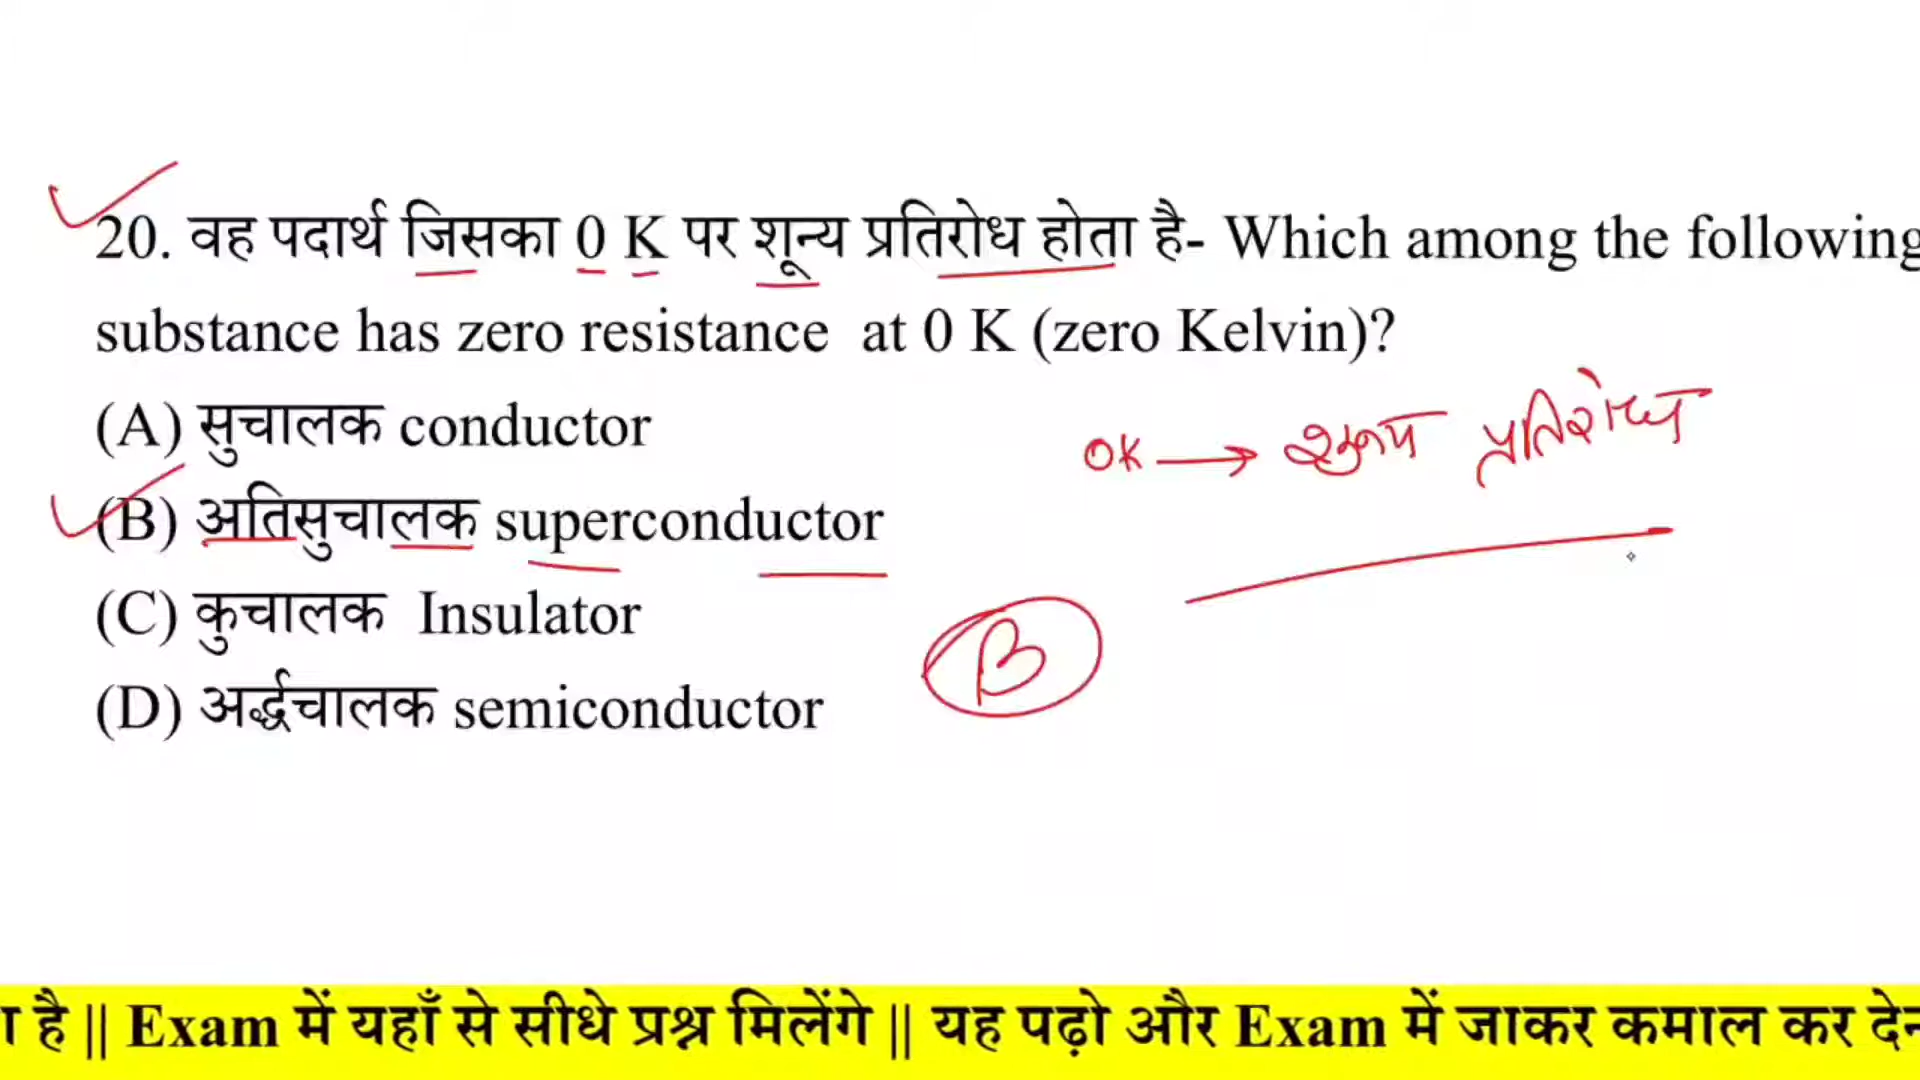 20. वह पदार्थ जिसका 0 K पर शून्य प्रतिरोध होता है- Which among the following
substance has zero resistance at 0 K (zero Kelvin)?
(A) सुचालक conductor
0K → शून्य प्रतिरोध
(B) अतिसुचालक superconductor
(C) कुचालक Insulator
B
(D) अर्द्धचालक semiconductor
है || Exam में यहाँ से सीधे प्रश्न मिलेंगे || यह पढ़ो और Exam में जाकर कमाल कर